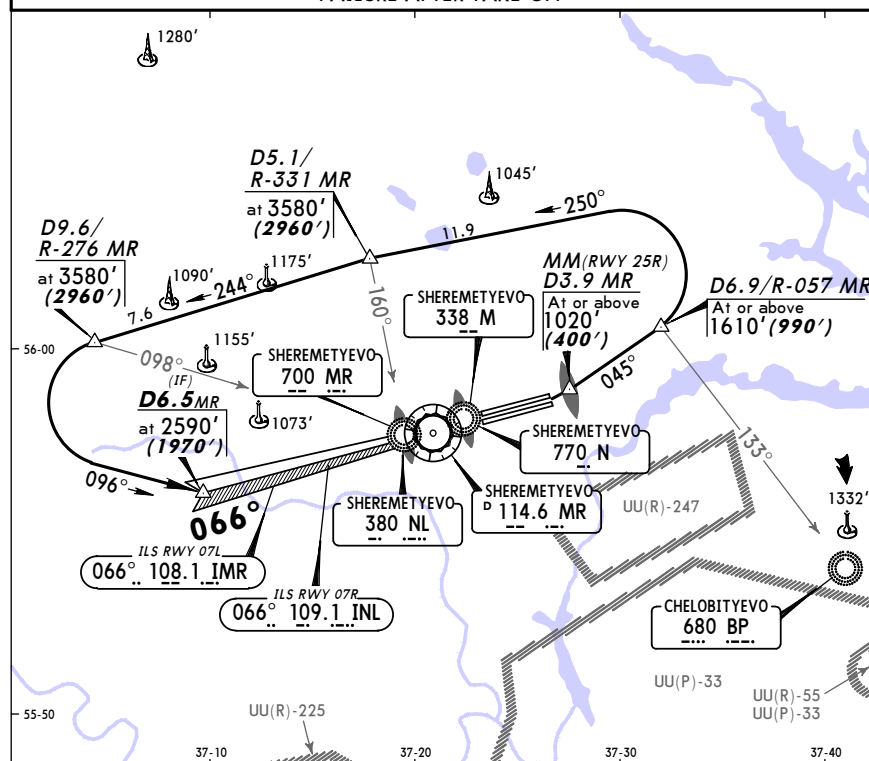 FAILURE AFTER TAKE-OFF
1280'
D5.1/
R-331 MR
at 3580'
(2960')
1045'
250°
11.9
D9.6/
R-276 MR
at 3580'
(2960')
1090'
1175'
244°
7.6
160°
MM(RWY 25R)
D3.9 MR
At or above
1020'
(400')
D6.9/R-057 MR
At or above
1610' (990')
SHEREMETYEVO
338 M
56-00
1155'
098°
SHEREMETYEVO
700 MR
045°
(IF)
D6.5 MR
at 2590'
(1970')
1073'
SHEREMETYEVO
770 N
133°
096°
066°
SHEREMETYEVO
380 NL
SHEREMETYEVO
D 114.6 MR
UU(R)-247
1332'
ILS RWY 07L
066° 108.1 IMR
ILS RWY 07R
066° 109.1 INL
CHELOBITYEVO
680 BP
UU(P)-33
UU(R)-55
UU(P)-33
UU(R)-225
55-50
37-10
37-20
37-30
37-40